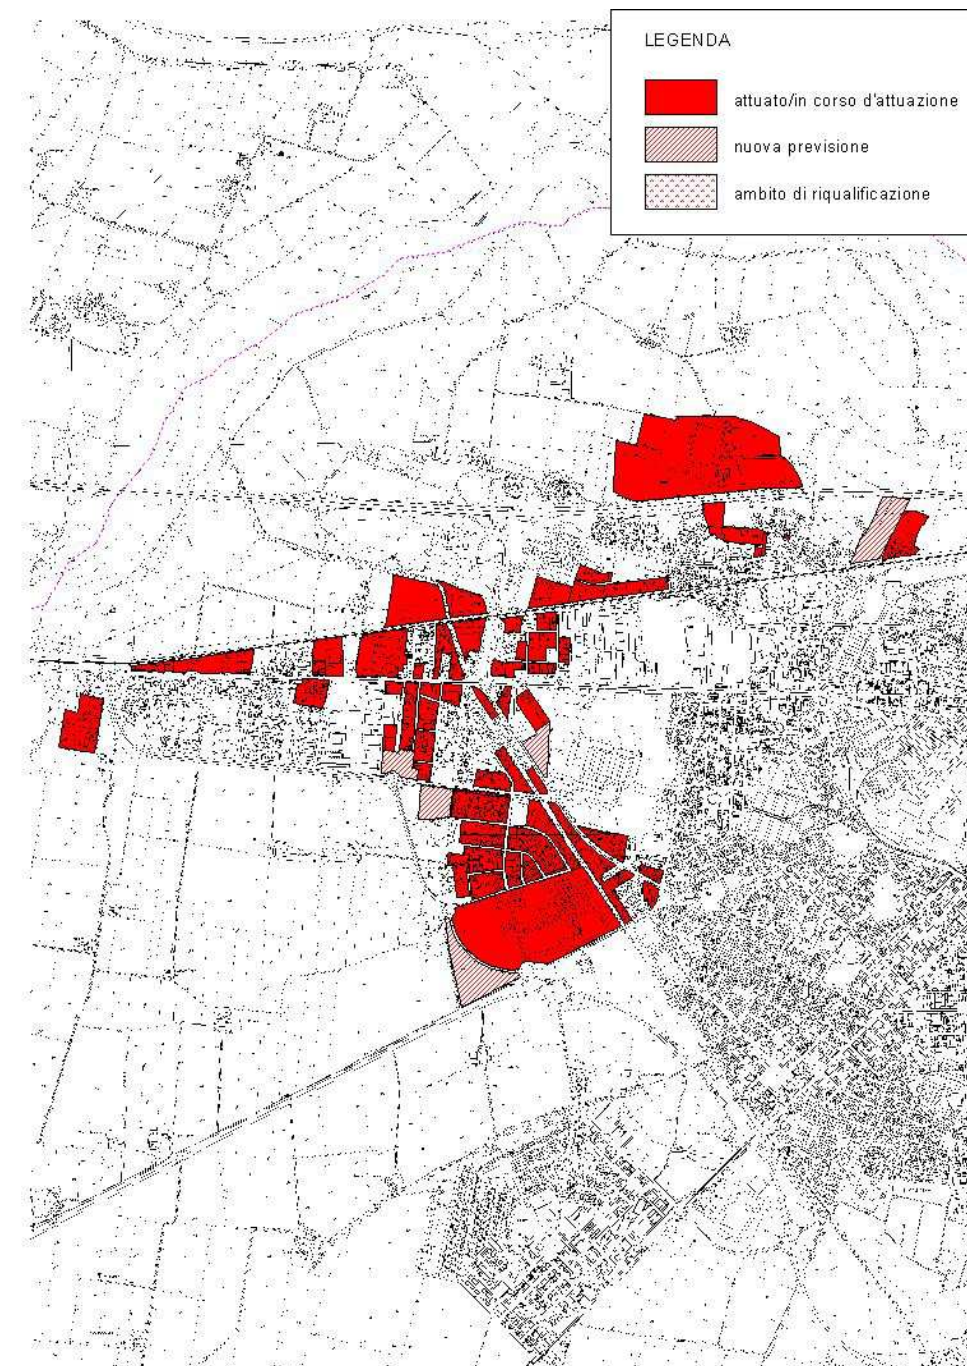 LEGENDA
attuato/in corso d'attuazione
nuova previsione
ambito di riqualificazione